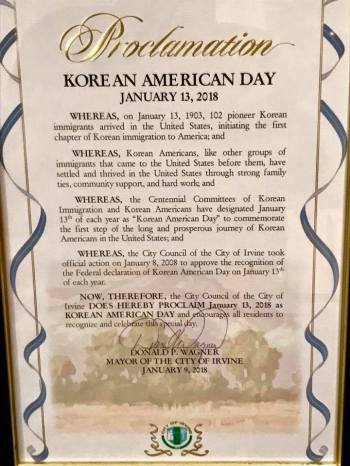 Proclamation
KOREAN AMERICAN DAY
JANUARY 13, 2018
WHEREAS, on January 13, 1903, 102 pioneer Korean
immigrants arrived in the United States, initiating the first
chapter of Korean immigration to America; and
WHEREAS, Korean Americans, like other groups of
immigrants that came to the United States before them, have
settled and thrived in the United States through strong family
ties, community support, and hard work; and
WHEREAS, the Centennial Committees of Korean
Immigration and Korean Americans have designated January
13th of each year as "Korean American Day" to commemorate
the first step of the long and prosperous journey of Korean
Americans in the United States; and
WHEREAS, the City Council of the City of Irvine took
official action on January 8, 2008 to approve the recognition of
the Federal declaration of Korean American Day on January 13th
of each year.
NOW, THEREFORE, the City Council of the City of
Irvine DOES HEREBY PROCLAIM January 13, 2018 as
KOREAN AMERICAN DAY and encourages all residents to
recognize and celebrate this special day.
DONALD P. WAGNER
MAYOR OF THE CITY OF IRVINE
JANUARY 9, 2018